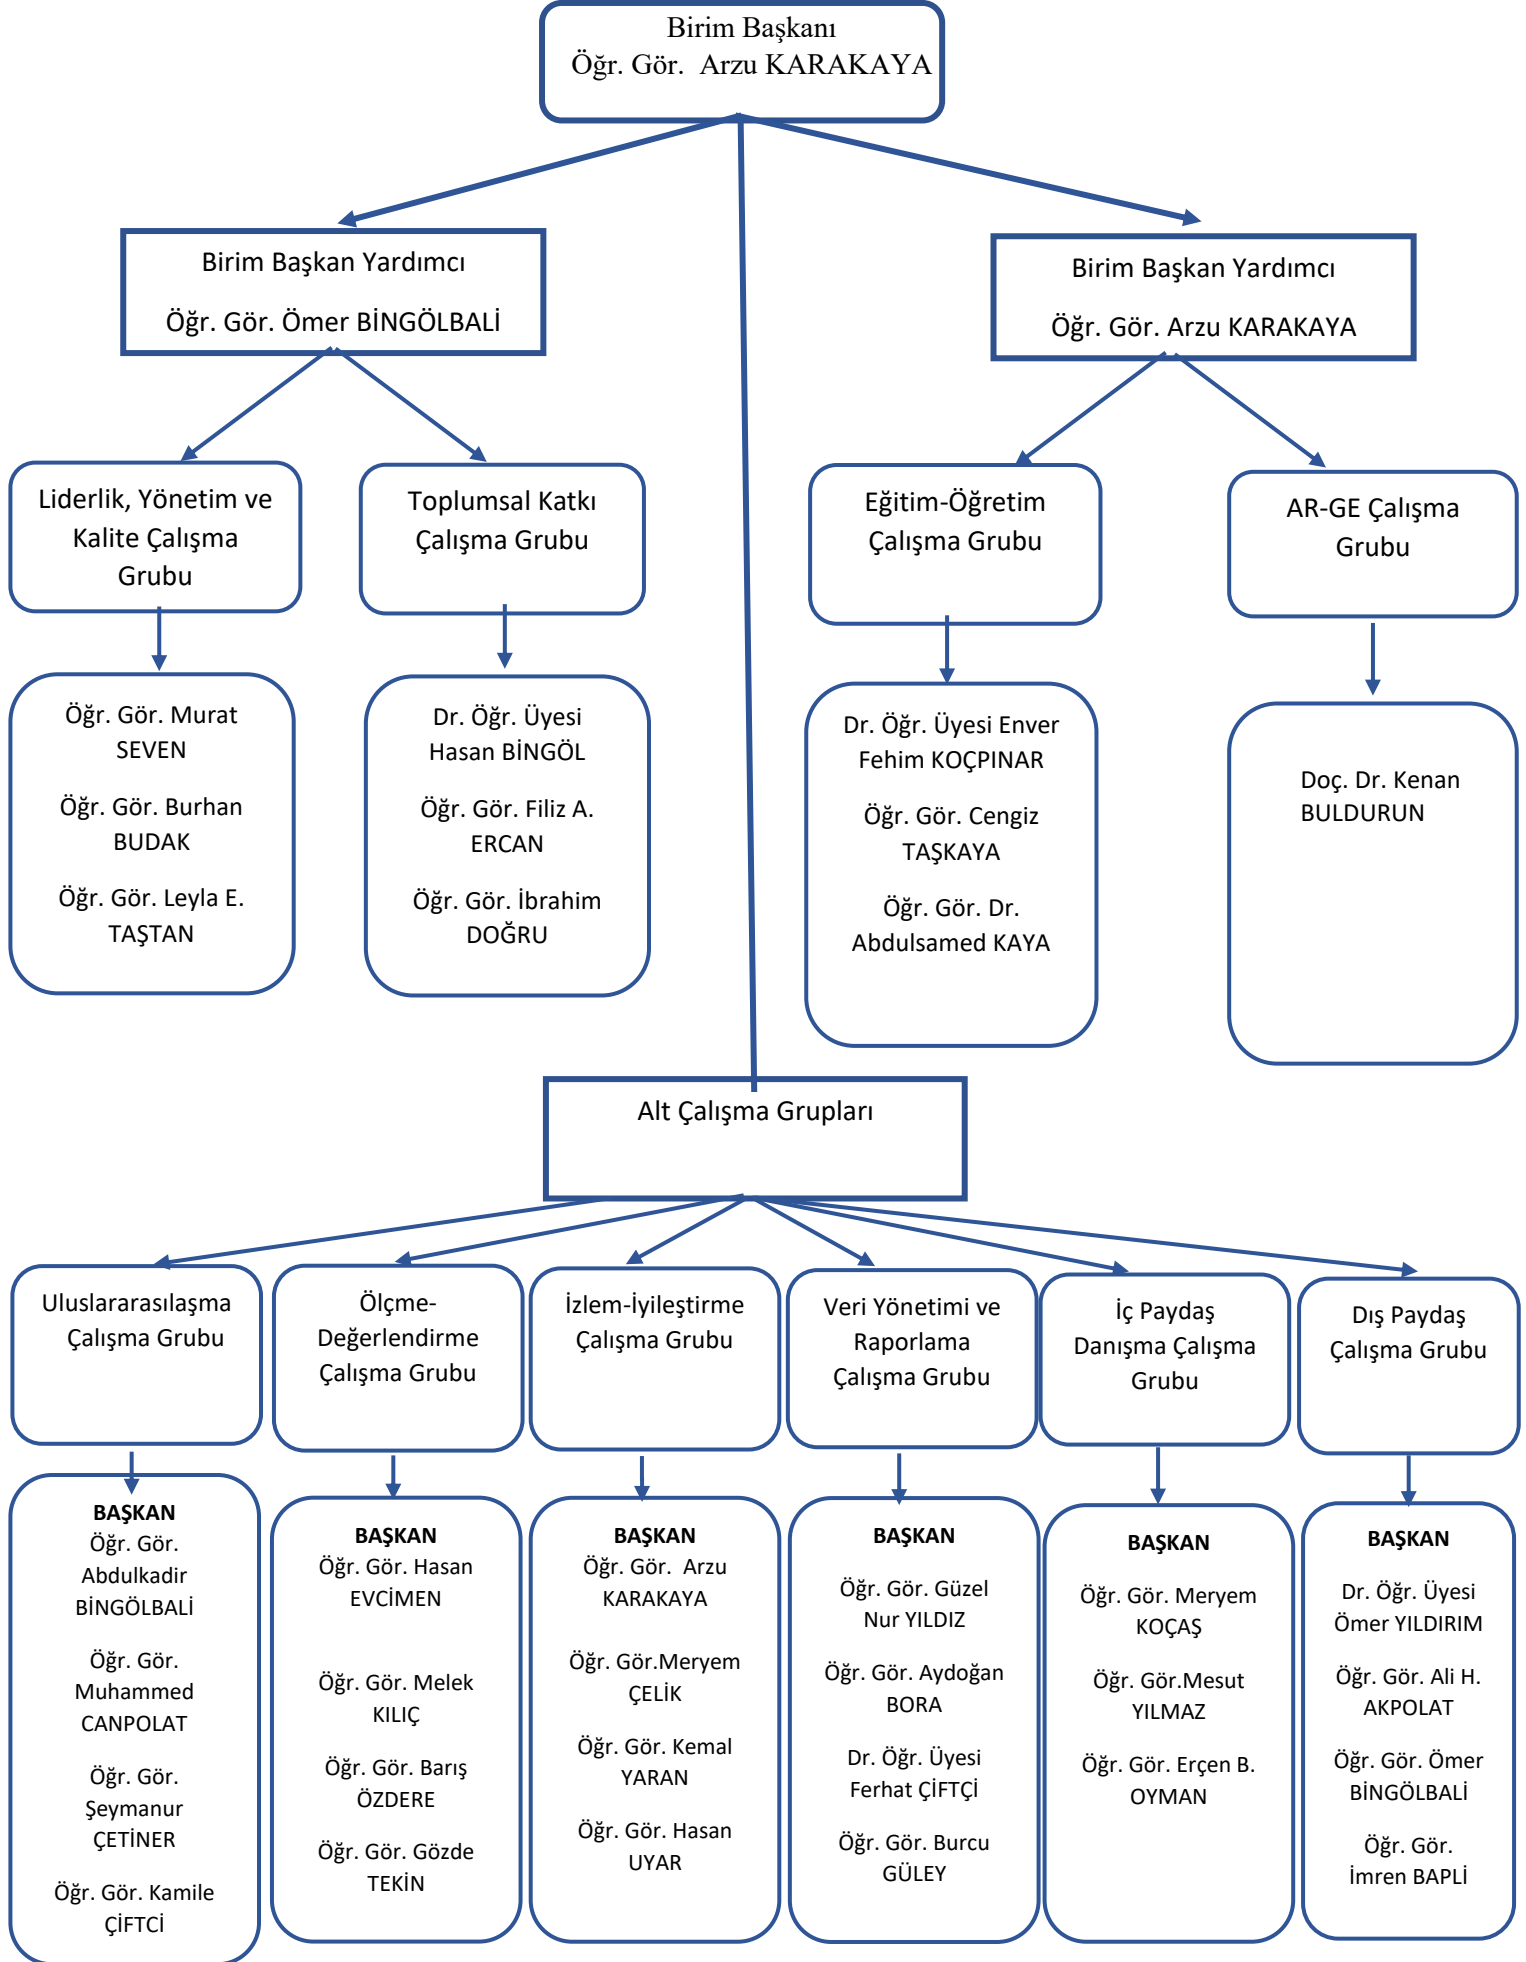 Birim Başkanı
Öğr. Gör.  Arzu KARAKAYA
Birim Başkan Yardımcı
Öğr. Gör. Ömer BİNGÖLBALİ
Birim Başkan Yardımcı
Öğr. Gör. Arzu KARAKAYA
Liderlik, Yönetim ve
Kalite Çalışma
Grubu
Toplumsal Katkı
Çalışma Grubu
Eğitim-Öğretim
Çalışma Grubu
AR-GE Çalışma
Grubu
Öğr. Gör. Murat
SEVEN
Öğr. Gör. Burhan
BUDAK
Öğr. Gör. Leyla E.
TAŞTAN
Dr. Öğr. Üyesi
Hasan BİNGÖL
Öğr. Gör. Filiz A.
ERCAN
Öğr. Gör. İbrahim
DOĞRU
Dr. Öğr. Üyesi Enver
Fehim KOÇPINAR
Öğr. Gör. Cengiz
TAŞKAYA
Öğr. Gör. Dr.
Abdulsamed KAYA
Doç. Dr. Kenan
BULDURUN
Alt Çalışma Grupları
Uluslararasılaşma
Çalışma Grubu
Ölçme-
Değerlendirme
Çalışma Grubu
İzlem-İyileştirme
Çalışma Grubu
Veri Yönetimi ve
Raporlama
Çalışma Grubu
İç Paydaş
Danışma Çalışma
Grubu
Dış Paydaş
Çalışma Grubu
BAŞKAN
Öğr. Gör.
Abdulkadir
BİNGÖLBALİ
Öğr. Gör.
Muhammed
CANPOLAT
Öğr. Gör.
Şeymanur
ÇETİNER
Öğr. Gör. Kamile
ÇİFTCİ
BAŞKAN
Öğr. Gör. Hasan
EVCİMEN
Öğr. Gör. Melek
KILIÇ
Öğr. Gör. Barış
ÖZDERE
Öğr. Gör. Gözde
TEKİN
BAŞKAN
Öğr. Gör.  Arzu
KARAKAYA
Öğr. Gör.Meryem
ÇELİK
Öğr. Gör. Kemal
YARAN
Öğr. Gör. Hasan
UYAR
BAŞKAN
Öğr. Gör. Güzel
Nur YILDIZ
Öğr. Gör. Aydoğan
BORA
Dr. Öğr. Üyesi
Ferhat ÇİFTÇİ
Öğr. Gör. Burcu
GÜLEY
BAŞKAN
Öğr. Gör. Meryem
KOÇAŞ
Öğr. Gör.Mesut
YILMAZ
Öğr. Gör. Erçen B.
OYMAN
BAŞKAN
Dr. Öğr. Üyesi
Ömer YILDIRIM
Öğr. Gör. Ali H.
AKPOLAT
Öğr. Gör. Ömer
BİNGÖLBALİ
Öğr. Gör.
İmren BAPLİ